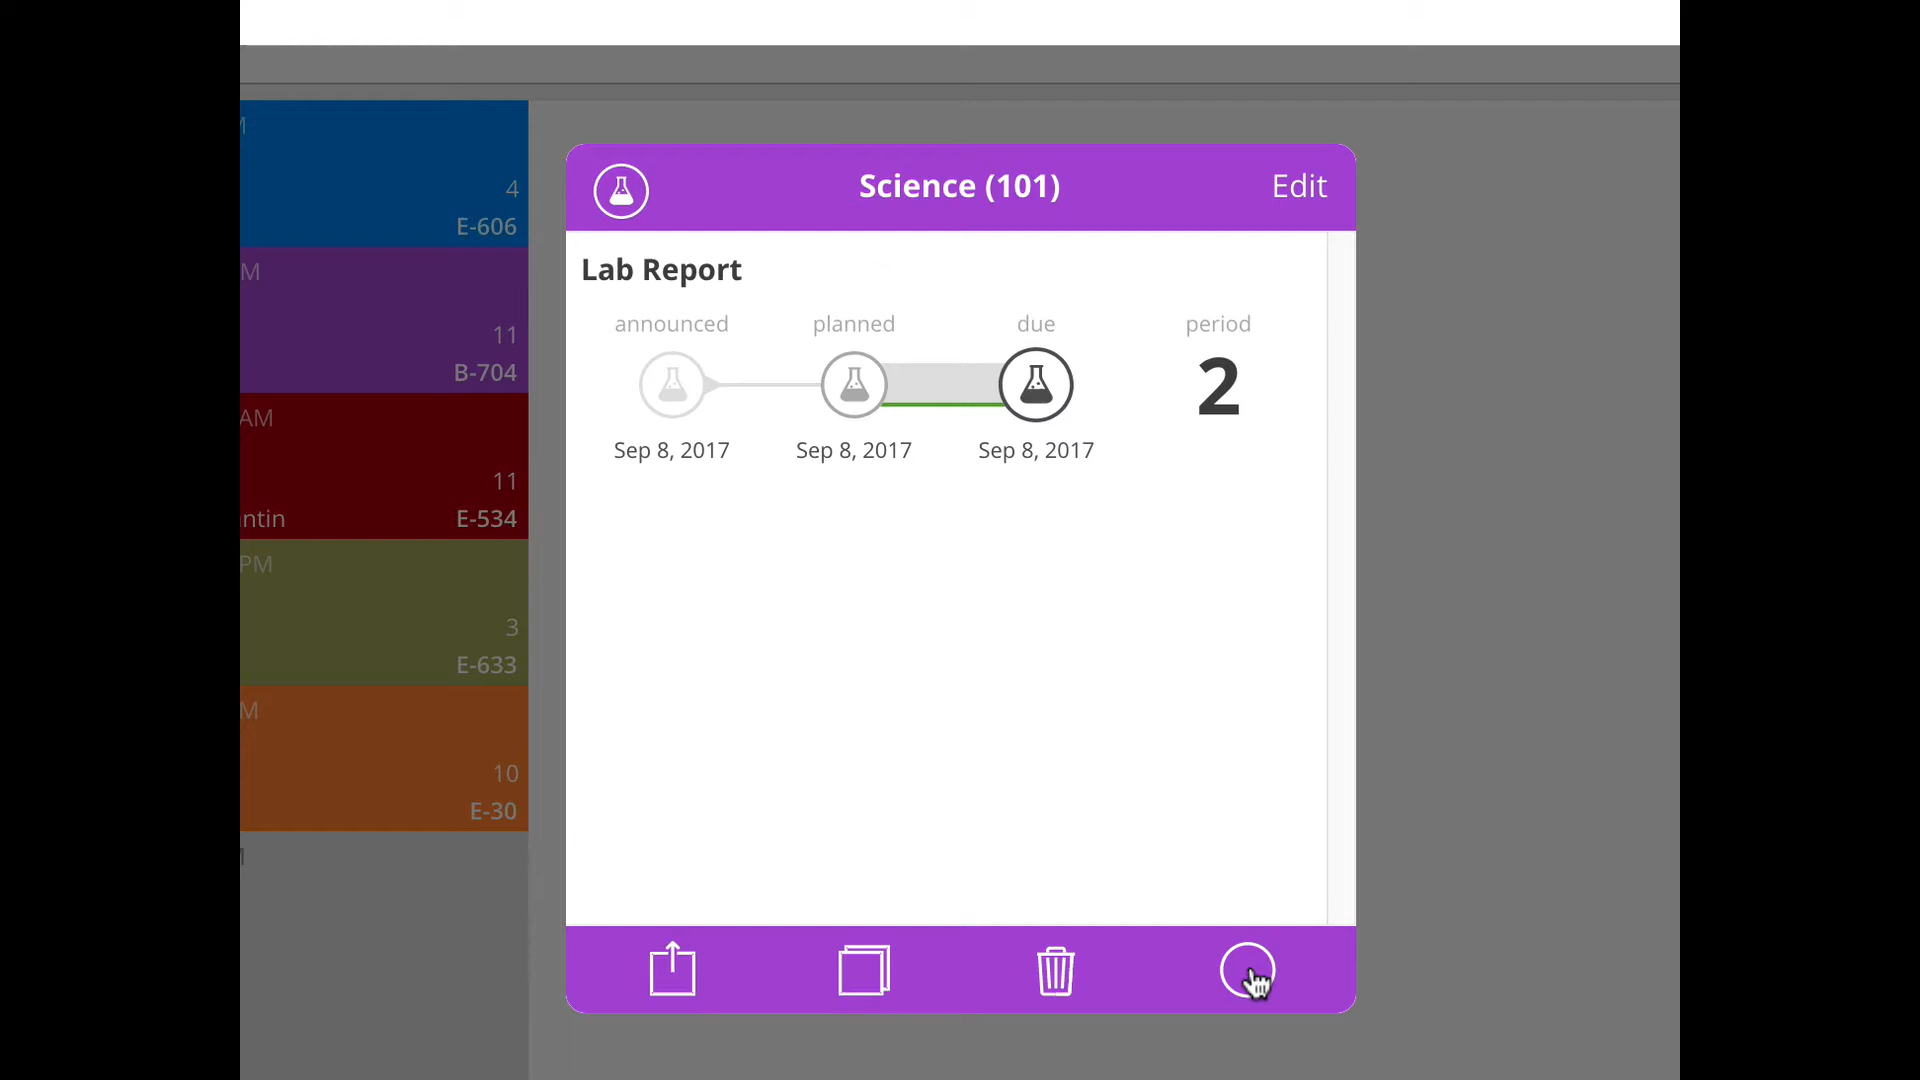 M
4
E-606
M
11
B-704
AM
11
ntin
E-534
PM
3
E-633
M
10
E-30
Science (101)
Edit
Lab Report
announced
planned
due
period
2
Sep 8, 2017
Sep 8, 2017
Sep 8, 2017